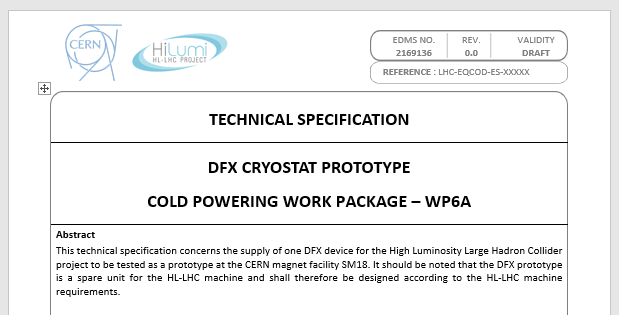 CERN
HiLumi
HL-LHC PROJECT
EDMS NO. REV. VALIDITY
2169136 0.0 DRAFT
REFERENCE : LHC-EQCOD-ES-XXXXX
TECHNICAL SPECIFICATION
DFX CRYOSTAT PROTOTYPE
COLD POWERING WORK PACKAGE – WP6A
Abstract
This technical specification concerns the supply of one DFX device for the High Luminosity Large Hadron Collider
project to be tested as a prototype at the CERN magnet facility SM18. It should be noted that the DFX prototype
is a spare unit for the HL-LHC machine and shall therefore be designed according to the HL-LHC machine
requirements.